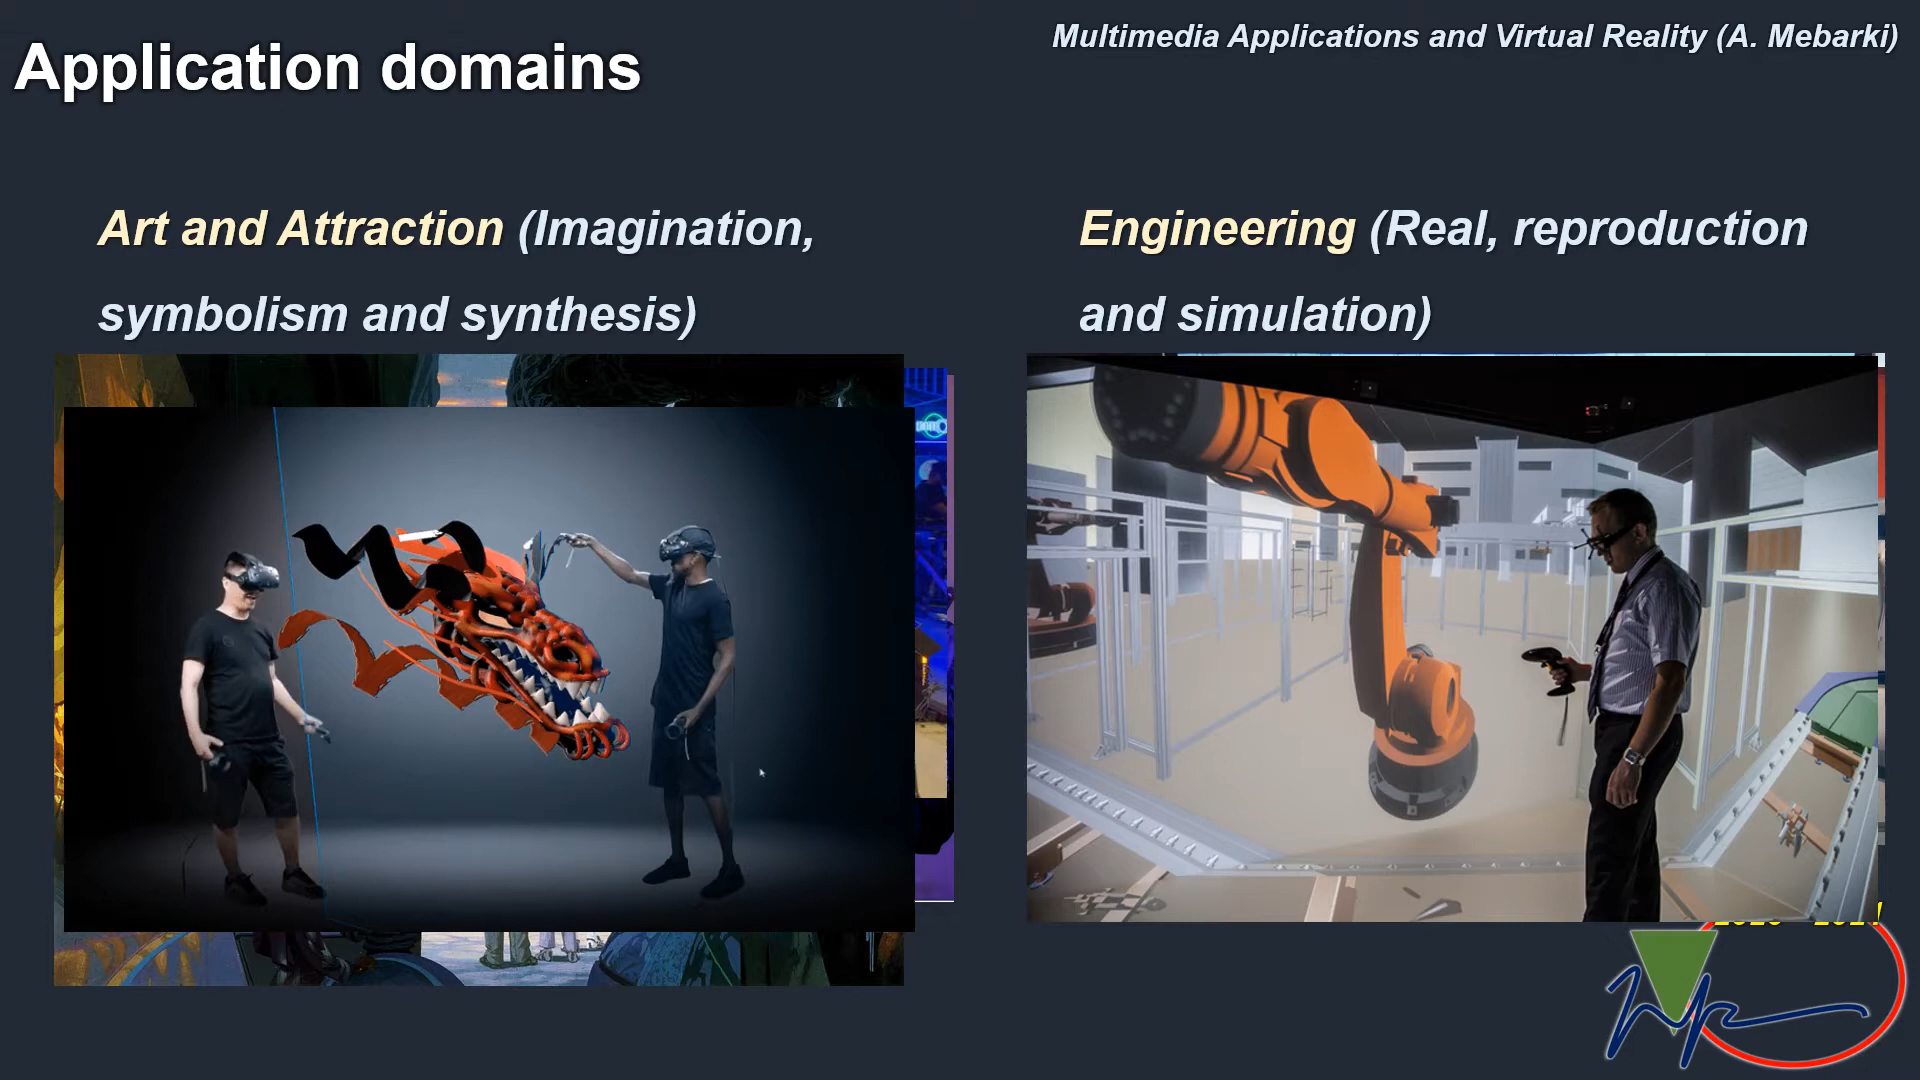 Multimedia Applications and Virtual Reality (A. Mebarki)
Application domains
Art and Attraction (Imagination,
symbolism and synthesis)
Engineering (Real, reproduction
and simulation)